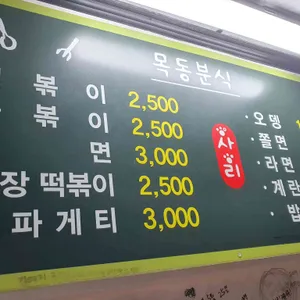 목동분식
볶이 2,500
볶이 2,500
면 3,000
장 떡볶이 2,500
파게티 3,000
사리
· 오뎅
· 쫄면
· 라면
· 계란
· 밥